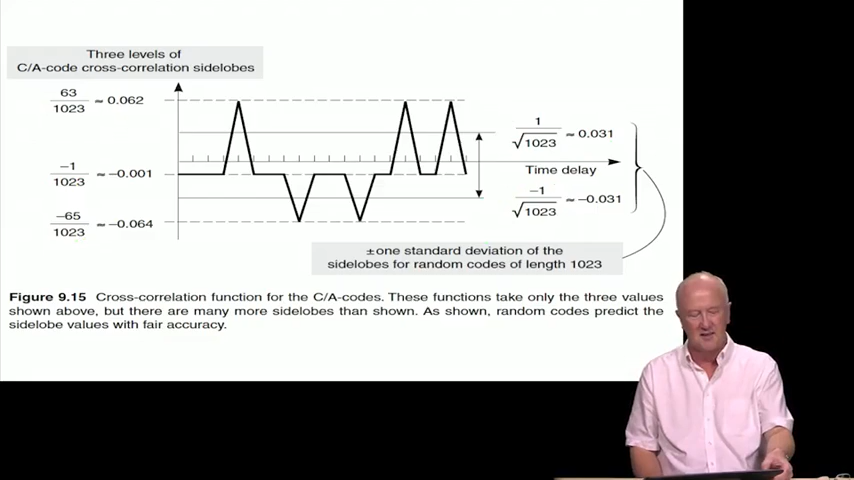 Three levels of
C/A-code cross-correlation sidelobes
63
1023 ≈ 0.062
-1
1023 ≈ -0.001
-65
1023 ≈ -0.064
1
√1023 ≈ 0.031
Time delay
-1
√1023 ≈ -0.031
±one standard deviation of the
sidelobes for random codes of length 1023
Figure 9.15 Cross-correlation function for the C/A-codes. These functions take only the three values
shown above, but there are many more sidelobes than shown. As shown, random codes predict the
sidelobe values with fair accuracy.